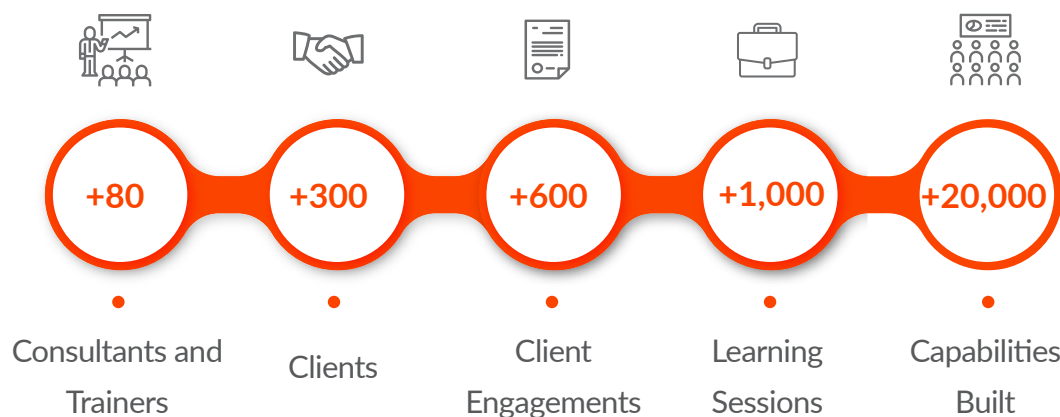 +80
+300
+600
+1,000
+20,000
Consultants and
Trainers
Clients
Client
Engagements
Learning
Sessions
Capabilities
Built